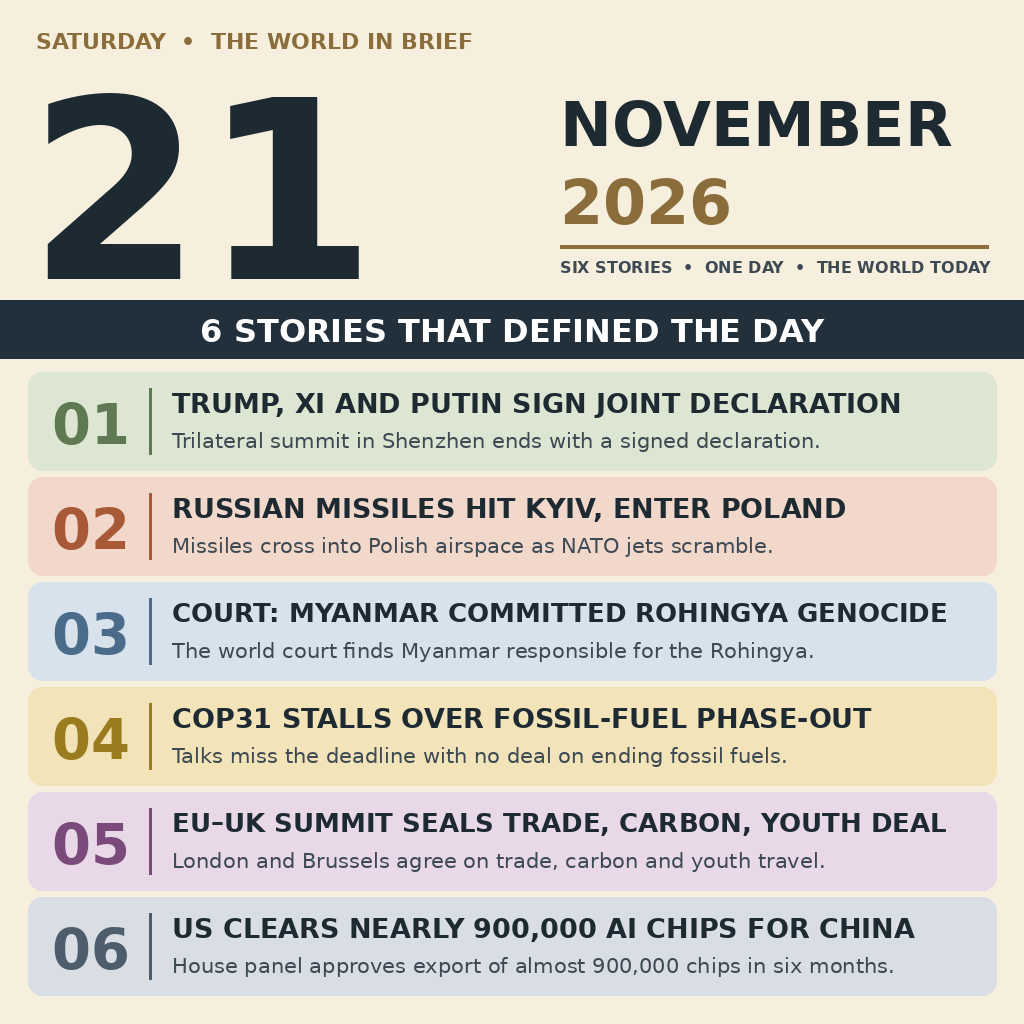 SATURDAY • THE WORLD IN BRIEF
21
NOVEMBER
2026
SIX STORIES • ONE DAY • THE WORLD TODAY
6 STORIES THAT DEFINED THE DAY
01
TRUMP, XI AND PUTIN SIGN JOINT DECLARATION
Trilateral summit in Shenzhen ends with a signed declaration.
02
RUSSIAN MISSILES HIT KYIV, ENTER POLAND
Missiles cross into Polish airspace as NATO jets scramble.
03
COURT: MYANMAR COMMITTED ROHINGYA GENOCIDE
The world court finds Myanmar responsible for the Rohingya.
04
COP31 STALLS OVER FOSSIL-FUEL PHASE-OUT
Talks miss the deadline with no deal on ending fossil fuels.
05
EU–UK SUMMIT SEALS TRADE, CARBON, YOUTH DEAL
London and Brussels agree on trade, carbon and youth travel.
06
US CLEARS NEARLY 900,000 AI CHIPS FOR CHINA
House panel approves export of almost 900,000 chips in six months.